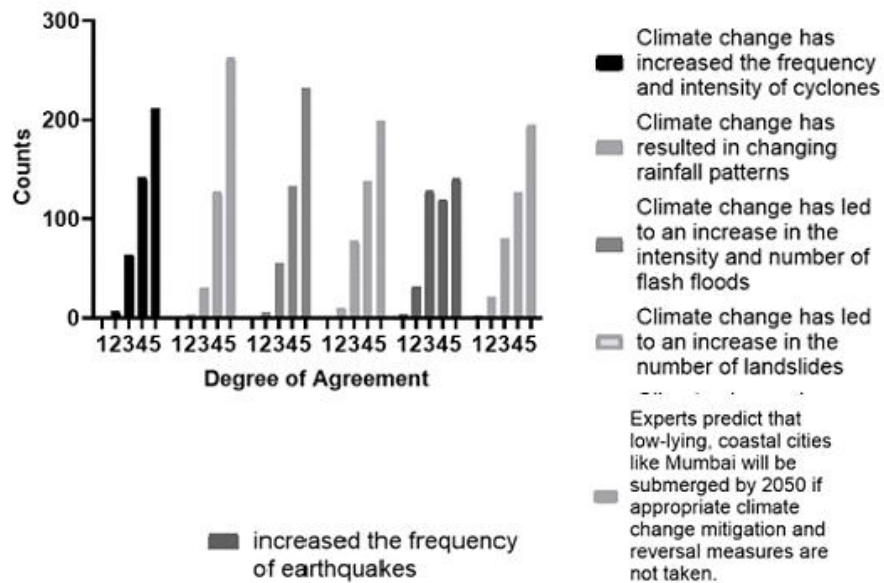 300
200
100
0
Counts
12345 12345 12345 12345 12345 12345
Degree of Agreement
Climate change has
increased the frequency
and intensity of cyclones
Climate change has
resulted in changing
rainfall patterns
Climate change has led
to an increase in the
intensity and number of
flash floods
Climate change has led
to an increase in the
number of landslides
Experts predict that
low-lying, coastal cities
like Mumbai will be
submerged by 2050 if
appropriate climate
change mitigation and
reversal measures are
not taken.
increased the frequency
of earthquakes